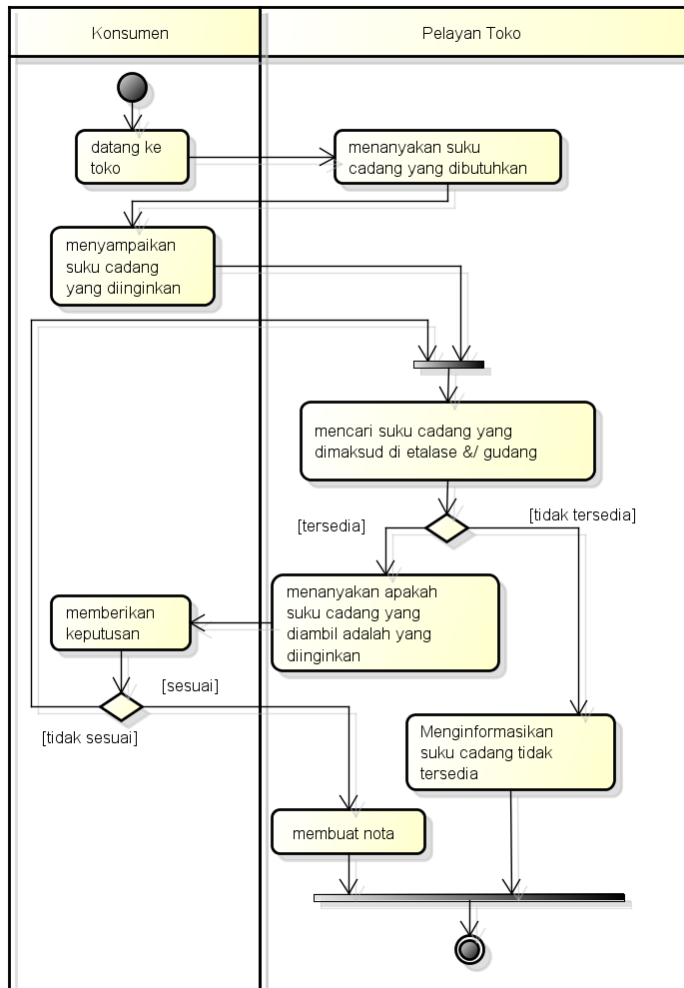 Konsumen
Pelayan Toko
datang ke
toko
menanyakan suku
cadang yang dibutuhkan
menyampaikan
suku cadang
yang diinginkan
mencari suku cadang yang
dimaksud di etalase &/ gudang
[tersedia]
[tidak tersedia]
menanyakan apakah
suku cadang yang
diambil adalah yang
diinginkan
memberikan
keputusan
[sesuai]
[tidak sesuai]
Menginformasikan
suku cadang tidak
tersedia
membuat nota